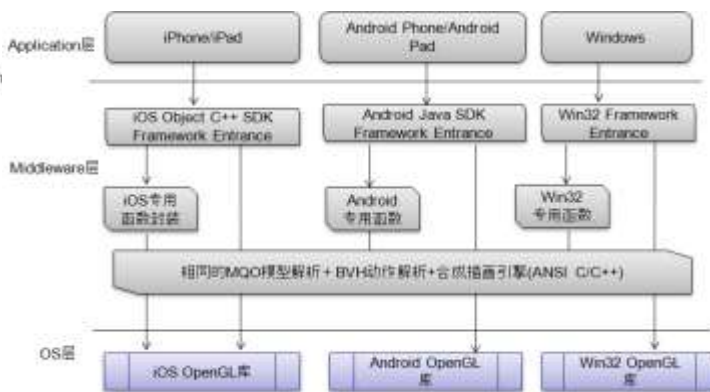 Application层
iPhone/iPad
Android Phone/Android
Pad
Windows
iOS Object C++ SDK
Framework Entrance
Android Java SDK
Framework Entrance
Win32 Framework
Entrance
Middleware层
iOS专用
函数封装
Android
专用函数
Win32
专用函数
相同的MQO模型解析+ BVH动作解析+合成描画引擎(ANSI C/C++)
OS层
iOS OpenGL库
Android OpenGL
库
Win32 OpenGL
库